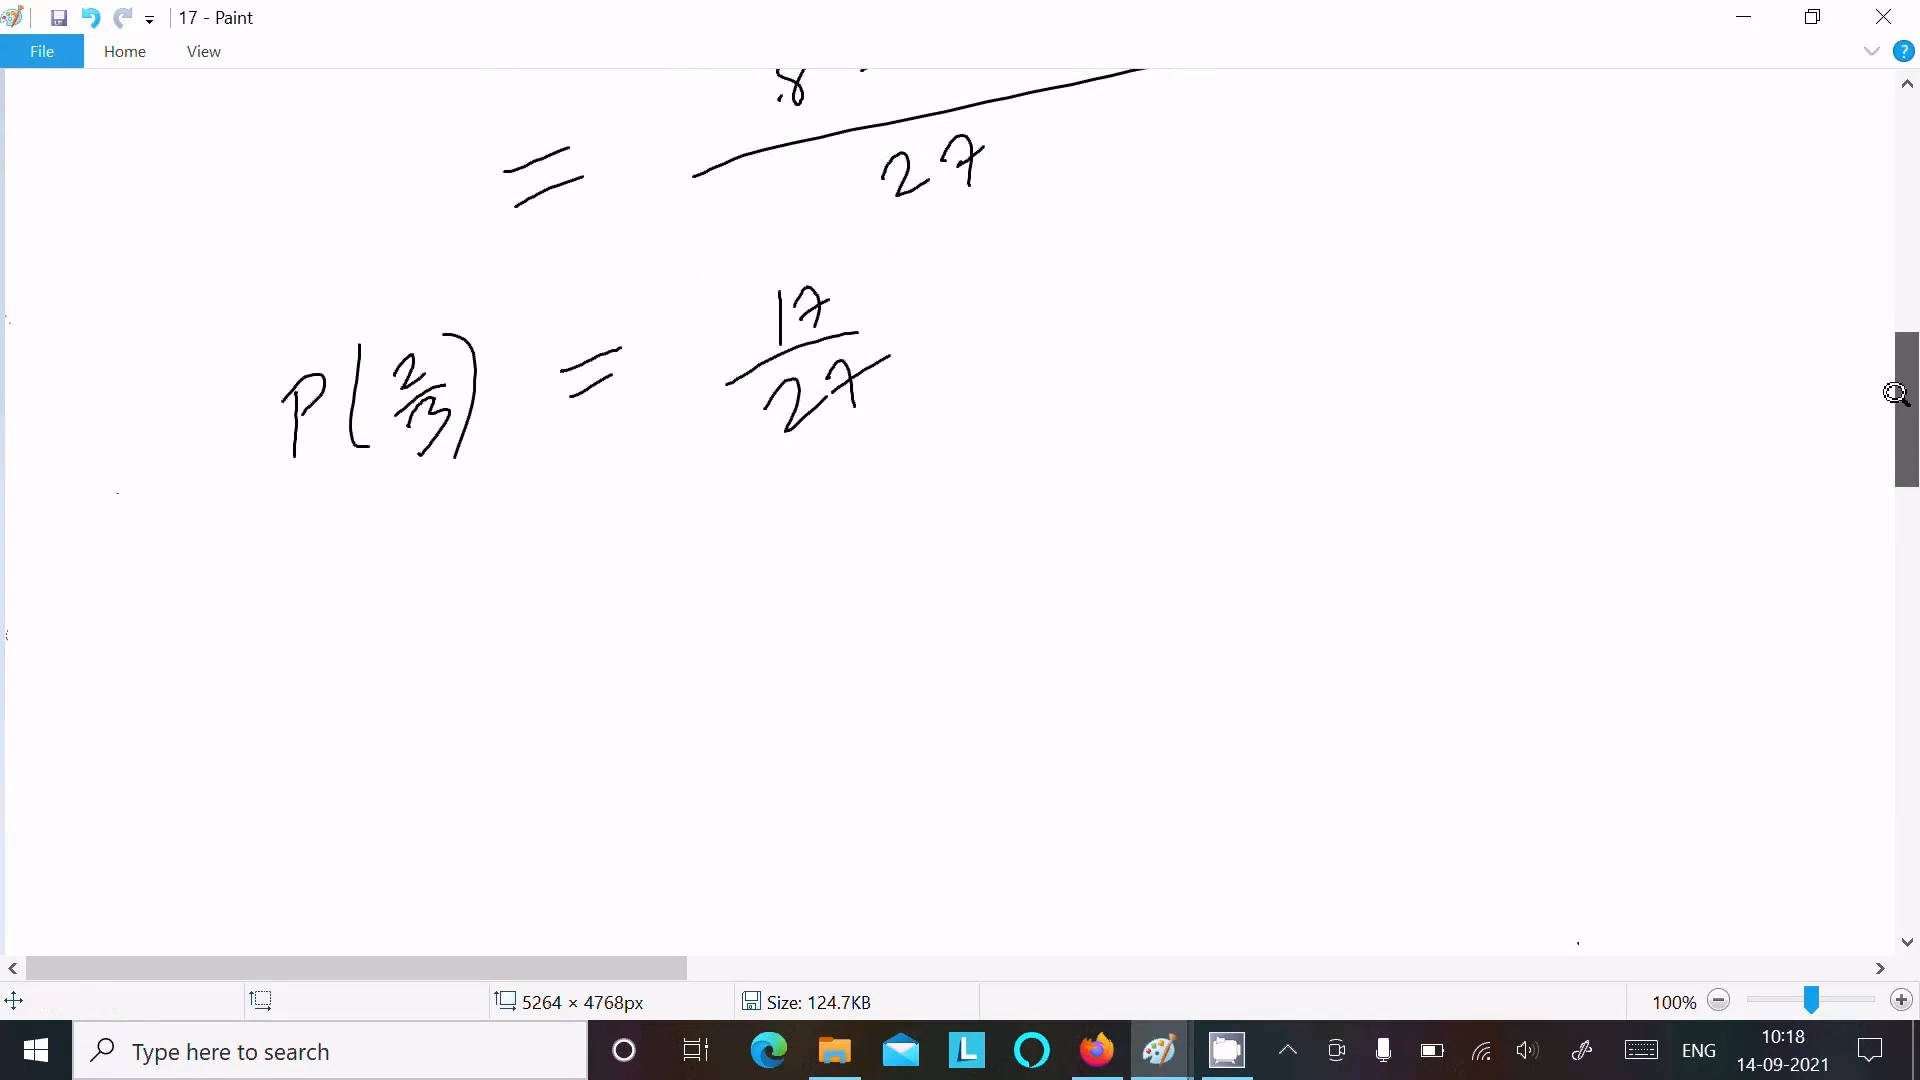 17 - Paint
File Home View
8
= 27
P(2/3) = 17/27
5264 × 4768px Size: 124.7KB 100%
Type here to search L ENG 10:18
14-09-2021